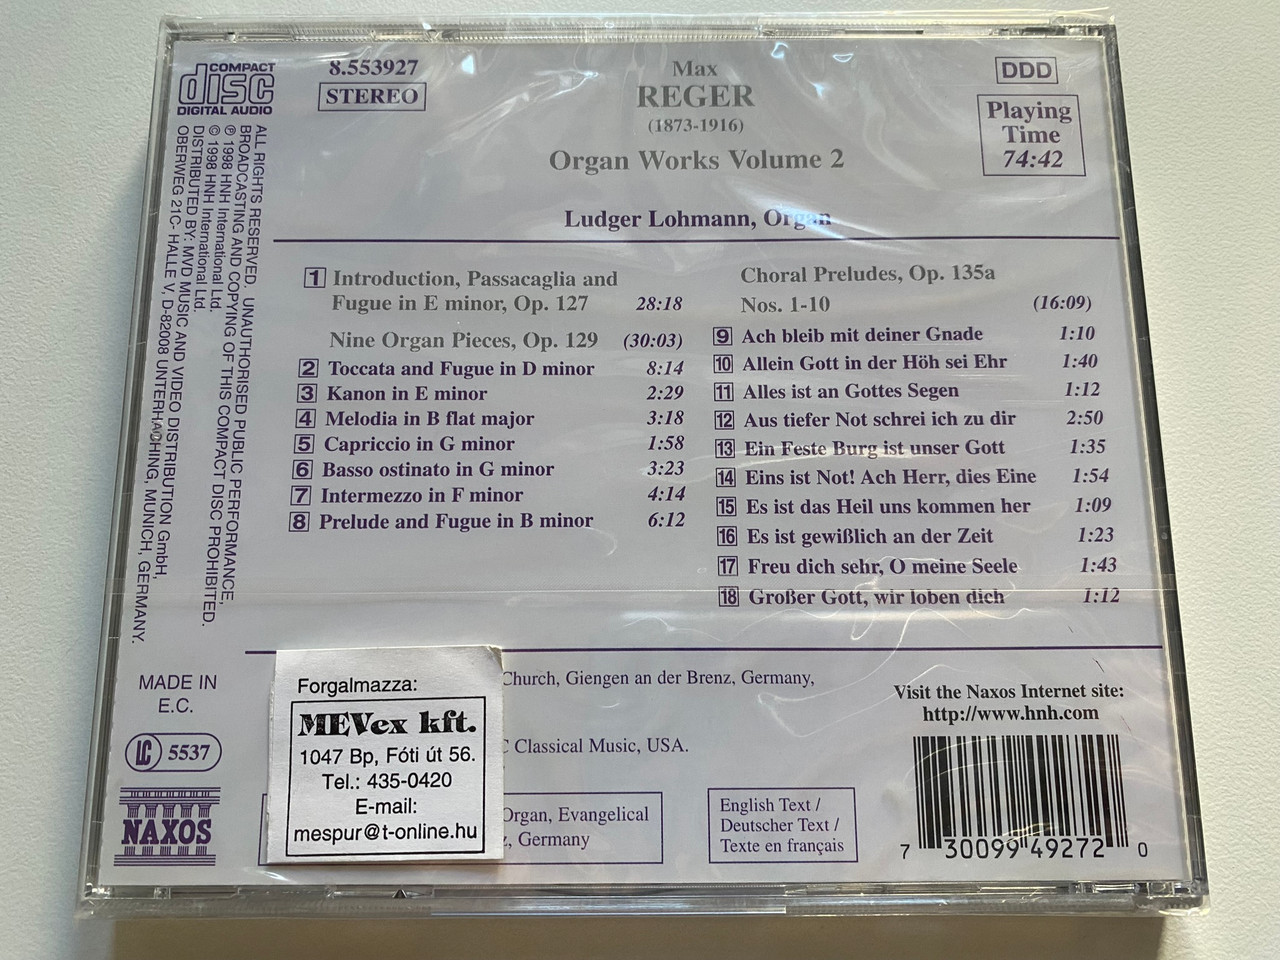 COMPACT
disc
DIGITAL AUDIO
8.553927
STEREO
Max
REGER
(1873-1916)
Organ Works Volume 2
DDD
Playing
Time
74:42
Ludger Lohmann, Organ
ALL RIGHTS RESERVED. UNAUTHORISED PUBLIC PERFORMANCE,
BROADCASTING AND COPYING OF THIS COMPACT DISC PROHIBITED.
℗ 1998 HNH International Ltd.
© 1998 HNH International Ltd.
DISTRIBUTED BY: MVD MUSIC AND VIDEO DISTRIBUTION GmbH,
OBERWEG 21C- HALLE V, D-82008 UNTERHACHING, MUNICH, GERMANY.
1 Introduction, Passacaglia and
Fugue in E minor, Op. 127 28:18
Nine Organ Pieces, Op. 129 (30:03)
2 Toccata and Fugue in D minor 8:14
3 Kanon in E minor 2:29
4 Melodia in B flat major 3:18
5 Capriccio in G minor 1:58
6 Basso ostinato in G minor 3:23
7 Intermezzo in F minor 4:14
8 Prelude and Fugue in B minor 6:12
Choral Preludes, Op. 135a
Nos. 1-10 (16:09)
9 Ach bleib mit deiner Gnade 1:10
10 Allein Gott in der Höh sei Ehr 1:40
11 Alles ist an Gottes Segen 1:12
12 Aus tiefer Not schrei ich zu dir 2:50
13 Ein Feste Burg ist unser Gott 1:35
14 Eins ist Not! Ach Herr, dies Eine 1:54
15 Es ist das Heil uns kommen her 1:09
16 Es ist gewißlich an der Zeit 1:23
17 Freu dich sehr, O meine Seele 1:43
18 Großer Gott, wir loben dich 1:12
MADE IN
E.C.
LC 5537
NAXOS
Forgalmazza:
MEVex kft.
1047 Bp, Fóti út 56.
Tel.: 435-0420
E-mail:
mespur@t-online.hu
Church, Giengen an der Brenz, Germany,
Classical Music, USA.
Organ, Evangelical
Germany
English Text /
Deutscher Text /
Texte en français
Visit the Naxos Internet site:
http://www.hnh.com
7 30099 49272 0